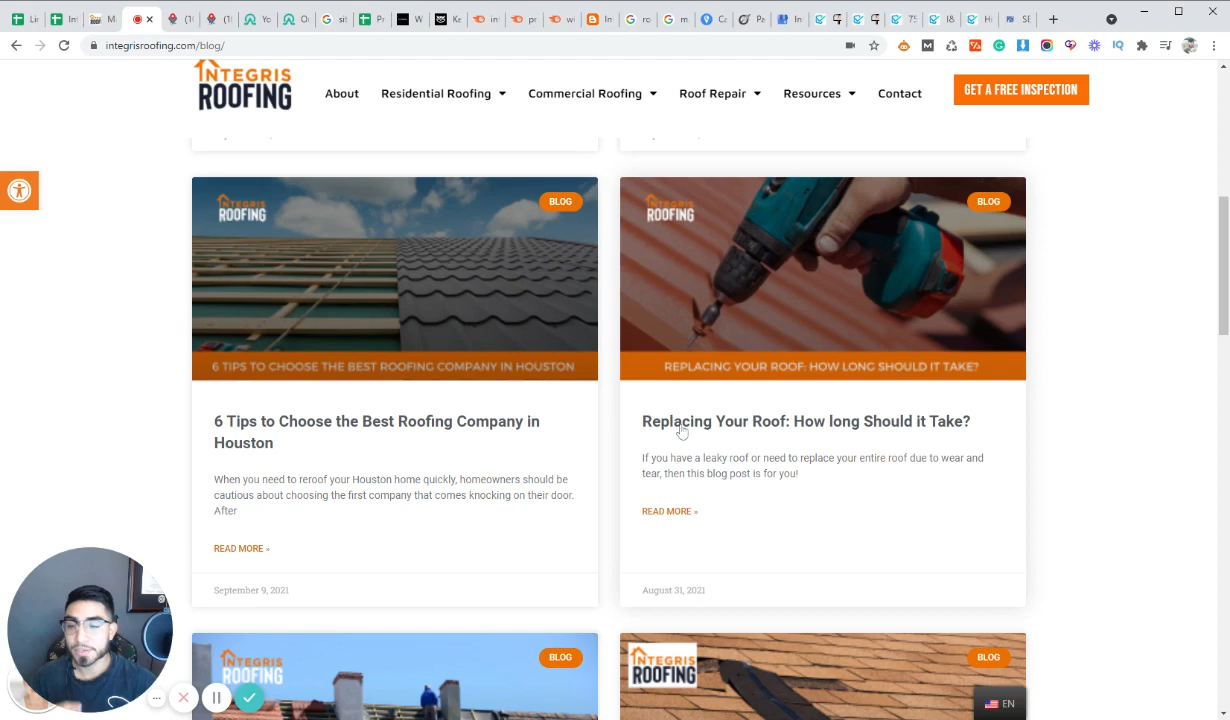 integrisroofing.com/blog/
INTEGRIS
ROOFING
About
Residential Roofing
Commercial Roofing
Roof Repair
Resources
Contact
GET A FREE INSPECTION
INTEGRIS
ROOFING
BLOG
6 TIPS TO CHOOSE THE BEST ROOFING COMPANY IN HOUSTON
6 Tips to Choose the Best Roofing Company in
Houston
When you need to reroof your Houston home quickly, homeowners should be
cautious about choosing the first company that comes knocking on their door.
After
READ MORE »
September 9, 2021
INTEGRIS
ROOFING
BLOG
REPLACING YOUR ROOF: HOW LONG SHOULD IT TAKE?
Replacing Your Roof: How long Should it Take?
If you have a leaky roof or need to replace your entire roof due to wear and
tear, then this blog post is for you!
READ MORE »
August 31, 2021
INTEGRIS
ROOFING
BLOG
INTEGRIS
ROOFING
BLOG
EN